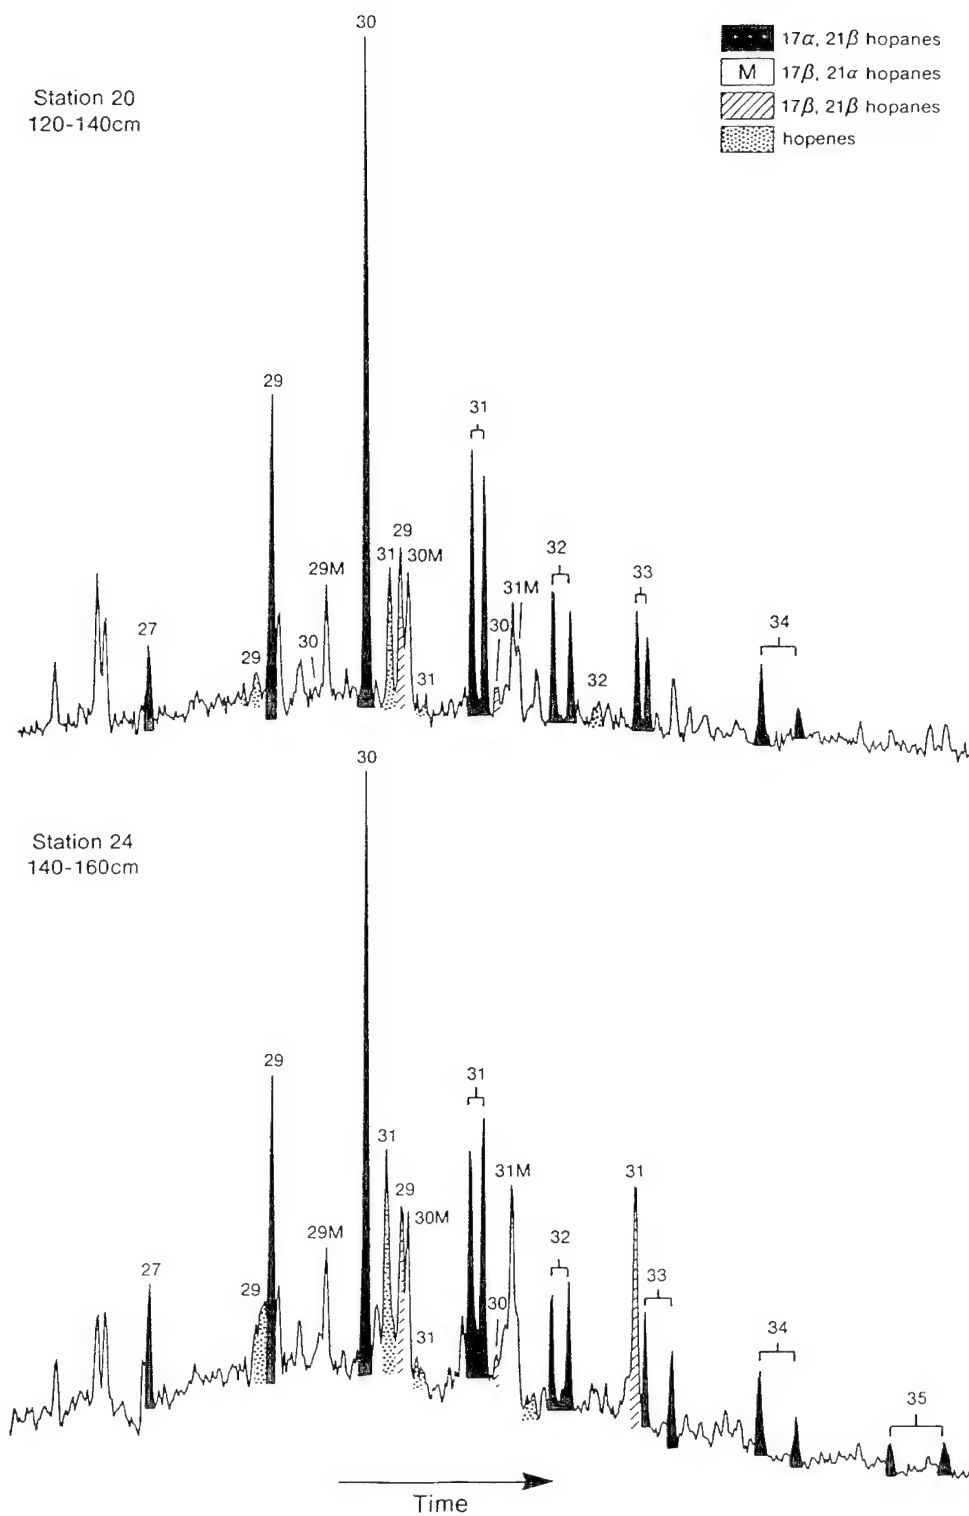 30
17α, 21β hopanes
M 17β, 21α hopanes
17β, 21β hopanes
hopenes
Station 20
120-140cm
29
31
29
31
30M
32
33
29M
31M
27
30
30
34
29
31
32
30
Station 24
140-160cm
29
31
31
31M
31
29
30M
29M
32
27
33
29
30
34
31
35
Time